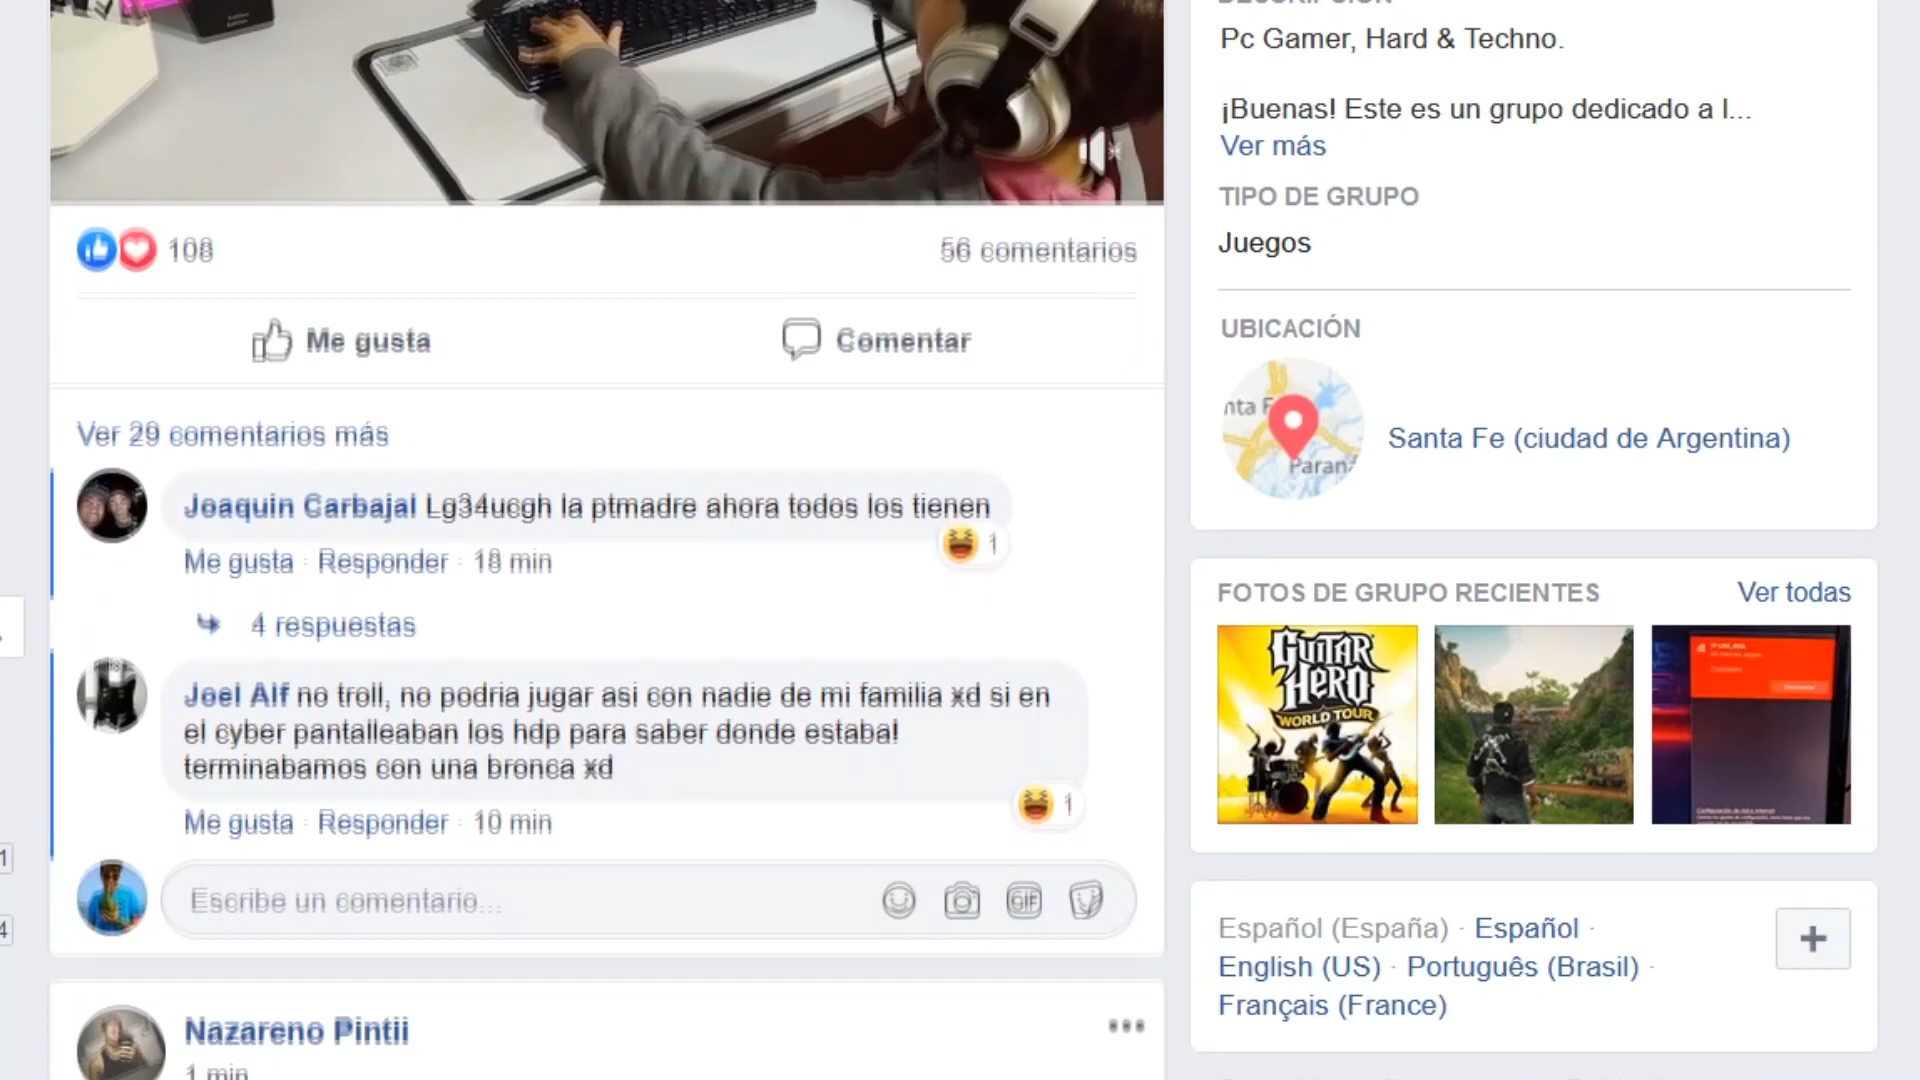 Pc Gamer, Hard & Techno.
¡Buenas! Este es un grupo dedicado a l...
Ver más
TIPO DE GRUPO
Juegos
UBICACIÓN
Santa Fe (ciudad de Argentina)
FOTOS DE GRUPO RECIENTES
Ver todas
GUITAR
HERO
WORLD TOUR
Español (España) · Español ·
English (US) · Português (Brasil) ·
Français (France)
108
56 comentarios
Me gusta
Comentar
Ver 29 comentarios más
Joaquin Carbajal Lg34ucgh la ptmadre ahora todos los tienen
1
Me gusta · Responder · 18 min
4 respuestas
Joel Alf no troll, no podria jugar asi con nadie de mi familia xd si en
el cyber pantalleaban los hdp para saber donde estaba!
terminabamos con una bronca xd
1
Me gusta · Responder · 10 min
Escribe un comentario...
GIF
Nazareno Pintii
1 min